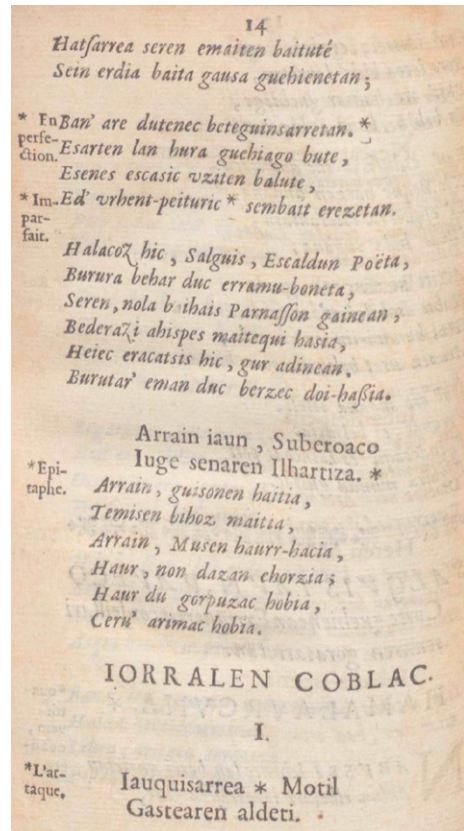 14
Hatſarrea seren emaiten baituté
Sein erdia baita gausa guehienetan;
* En perfe-ction.
Ban' are dutenec beteguinsarretan. *
Esarten lan hura guehiago bute,
Esenes escasic vziten balute,
* Im-par-fait.
Ed' vrhent-peituric * sembait erezetan.
Halacoz hic, Salguis, Escaldun Poëta,
Burura behar duc erramu-boneta,
Seren, nola bihais Parnaſſon gainean,
Bederazi ahispes maitequi hasia,
Heiec eracatsis hic, gur adinean.
Burutar' eman duc berzec doi-haſsia.
Arrain iaun, Suberoaco
Iuge senaren Ilhartiza. *
*Epi-taphe.
Arrain, guisonen haitia,
Temisen bihoz maitia,
Arrain, Musen haurr-hacia,
Haur, non dazan ehorzia;
Haur du gorpuzac hobia,
Ceru' arimac hobia.
IORRALEN COBLAC.
I.
*L'at-taque.
Iauquisarrea * Motil
Gastearen aldeti.